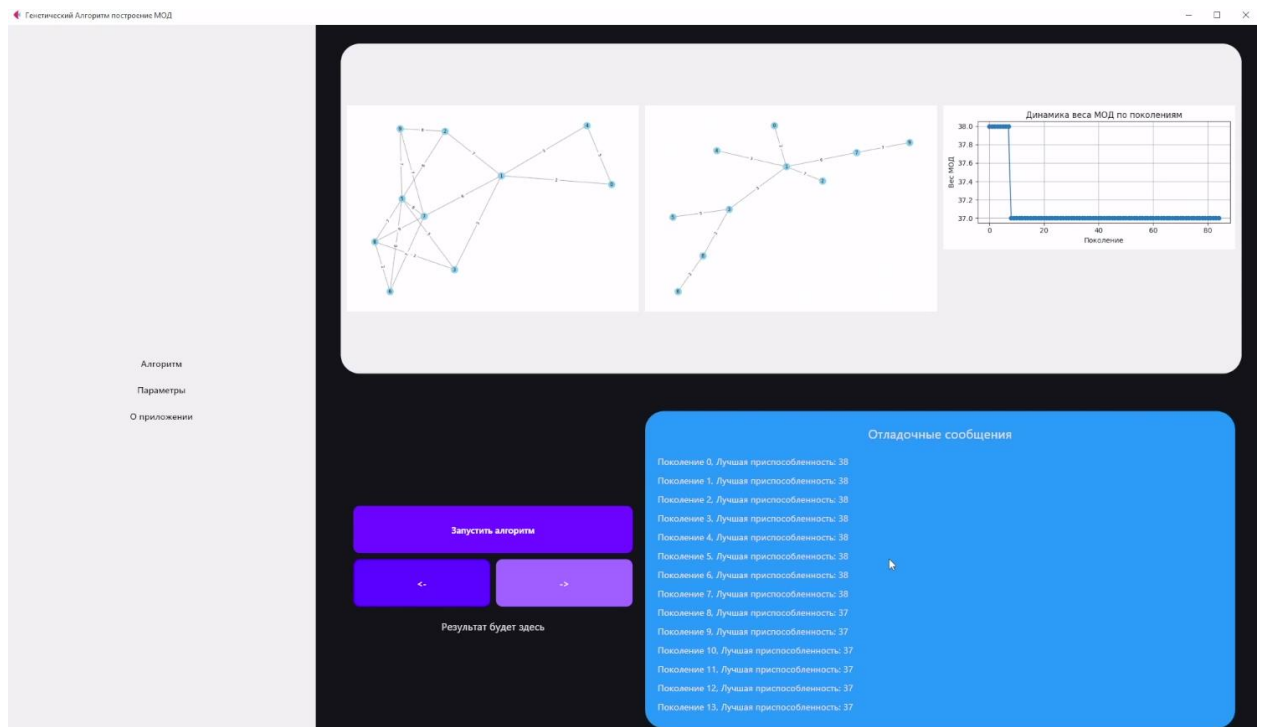 Генетический Алгоритм построение МОД
Алгоритм
Параметры
О приложении
Динамика веса МОД по поколениям
Вес МОД
38.0
37.8
37.6
37.4
37.2
37.0
0 20 40 60 80
Поколение
Запустить алгоритм
<- ->
Результат будет здесь
Отладочные сообщения
Поколение 0, Лучшая приспособленность: 38
Поколение 1, Лучшая приспособленность: 38
Поколение 2, Лучшая приспособленность: 38
Поколение 3, Лучшая приспособленность: 38
Поколение 4, Лучшая приспособленность: 38
Поколение 5, Лучшая приспособленность: 38
Поколение 6, Лучшая приспособленность: 38
Поколение 7, Лучшая приспособленность: 38
Поколение 8, Лучшая приспособленность: 37
Поколение 9, Лучшая приспособленность: 37
Поколение 10, Лучшая приспособленность: 37
Поколение 11, Лучшая приспособленность: 37
Поколение 12, Лучшая приспособленность: 37
Поколение 13, Лучшая приспособленность: 37